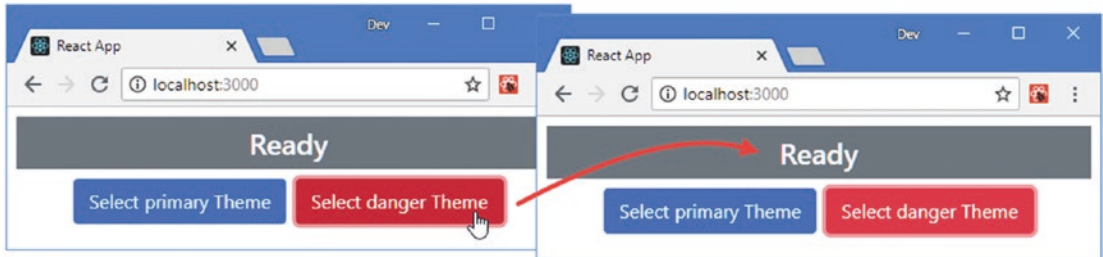 Dev
React App
localhost:3000
Ready
Select primary Theme
Select danger Theme
Dev
React App
localhost:3000
Ready
Select primary Theme
Select danger Theme